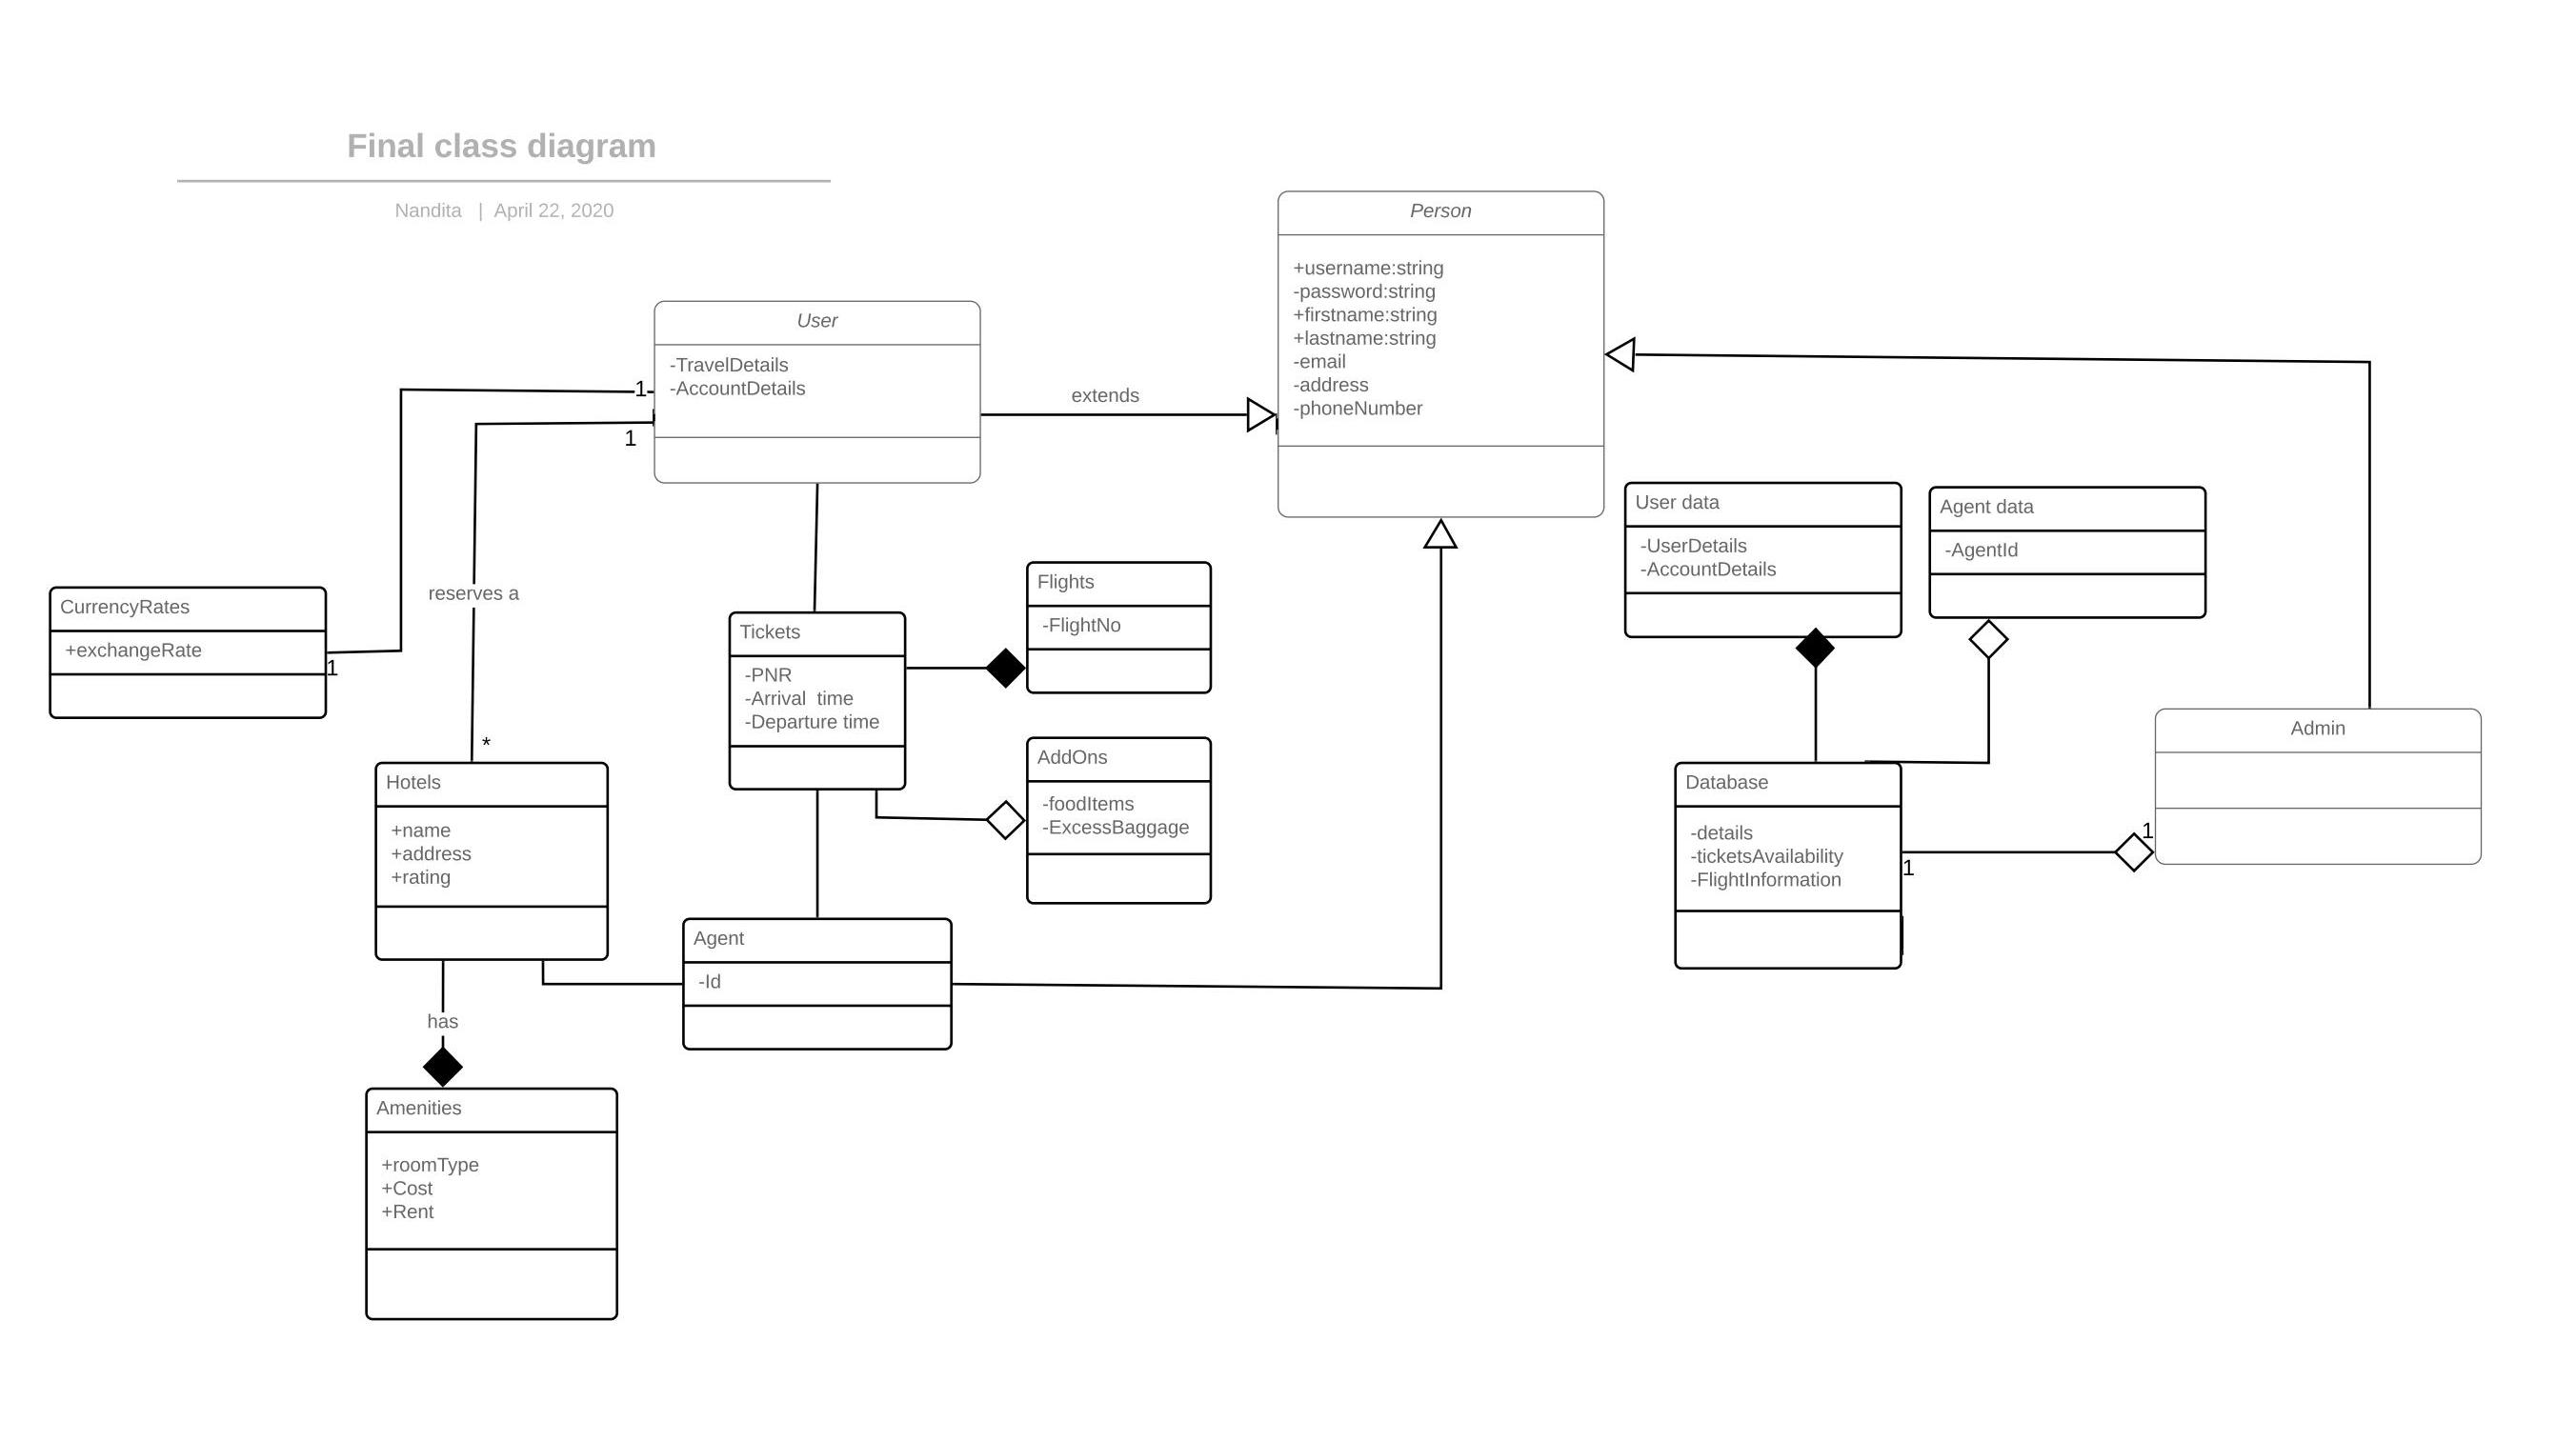 Final class diagram
Nandita | April 22, 2020
Person
+username:string
-password:string
+firstname:string
+lastname:string
-email
-address
-phoneNumber
User
-TravelDetails
-AccountDetails
1
1
extends
User data
-UserDetails
-AccountDetails
Agent data
-AgentId
CurrencyRates
+exchangeRate
1
reserves a
*
Tickets
-PNR
-Arrival  time
-Departure time
Flights
-FlightNo
AddOns
-foodItems
-ExcessBaggage
Hotels
+name
+address
+rating
Database
-details
-ticketsAvailability
-FlightInformation
1
1
Admin
Agent
-Id
has
Amenities
+roomType
+Cost
+Rent